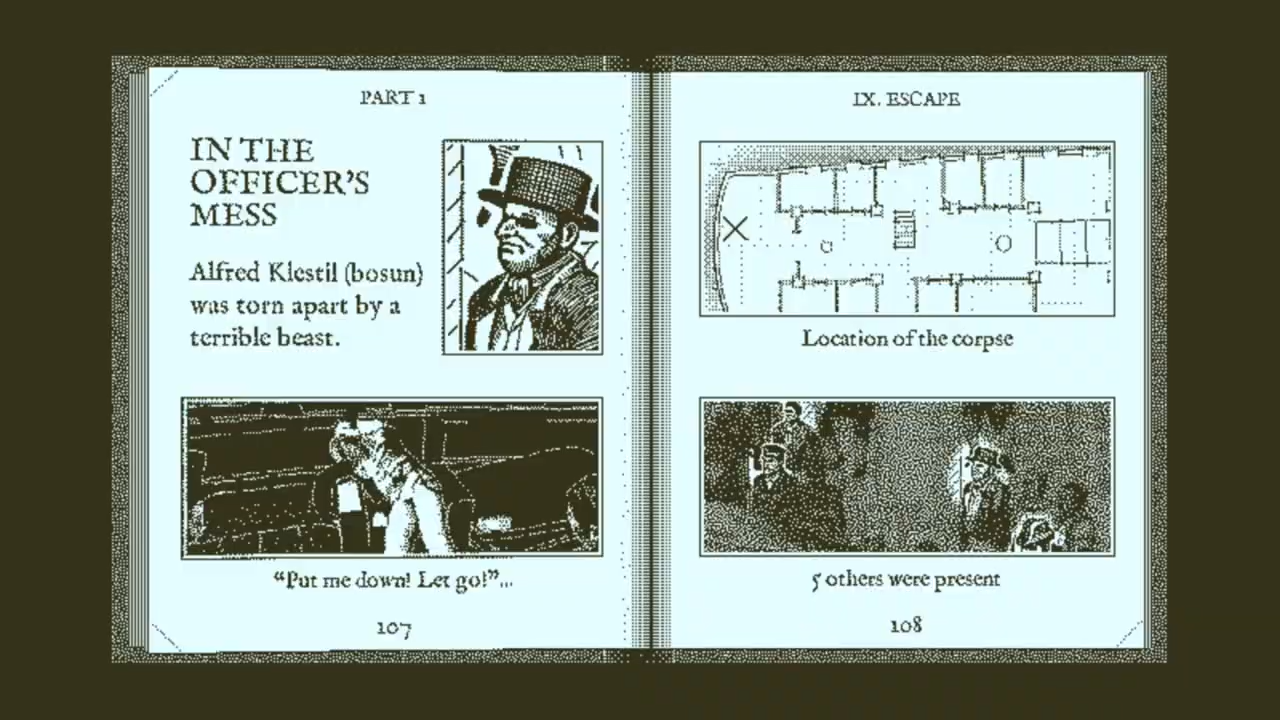 PART 1
IN THE
OFFICER'S
MESS
Alfred Klestil (bosun)
was torn apart by a
terrible beast.
"Put me down! Let go!"...
107
IX. ESCAPE
Location of the corpse
5 others were present
108